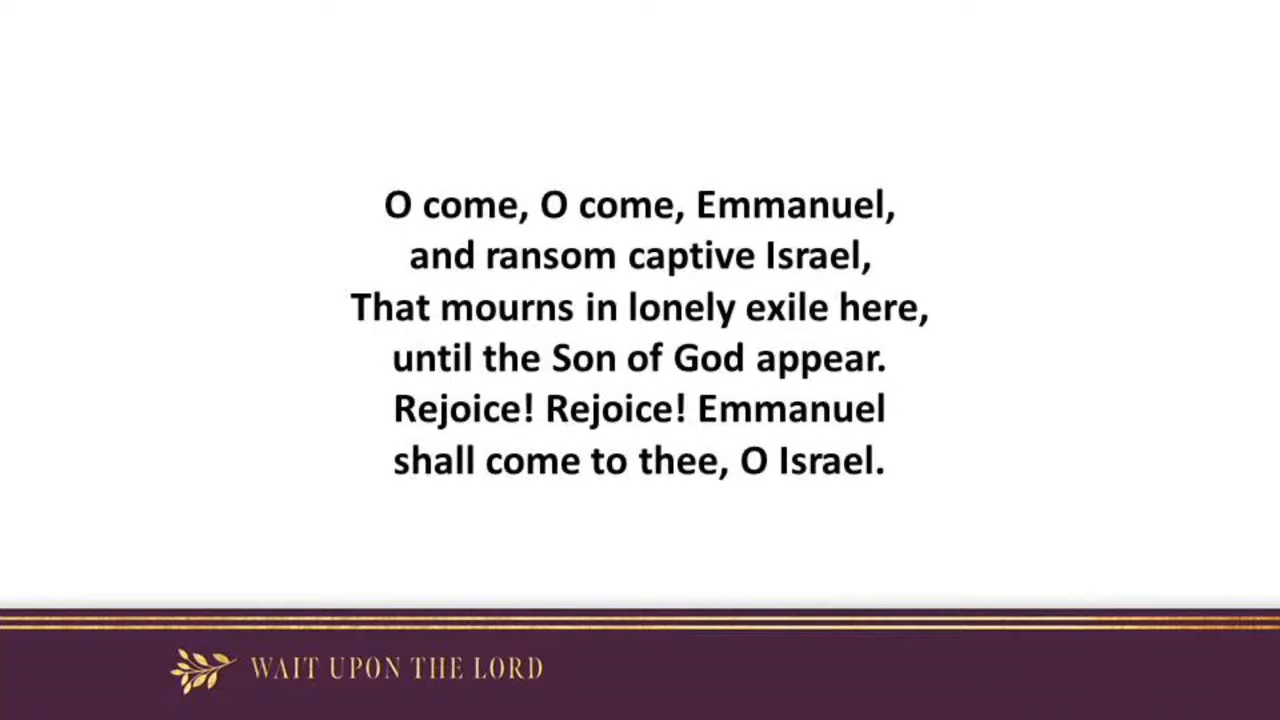 O come, O come, Emmanuel,
and ransom captive Israel,
That mourns in lonely exile here,
until the Son of God appear.
Rejoice! Rejoice! Emmanuel
shall come to thee, O Israel.
WAIT UPON THE LORD